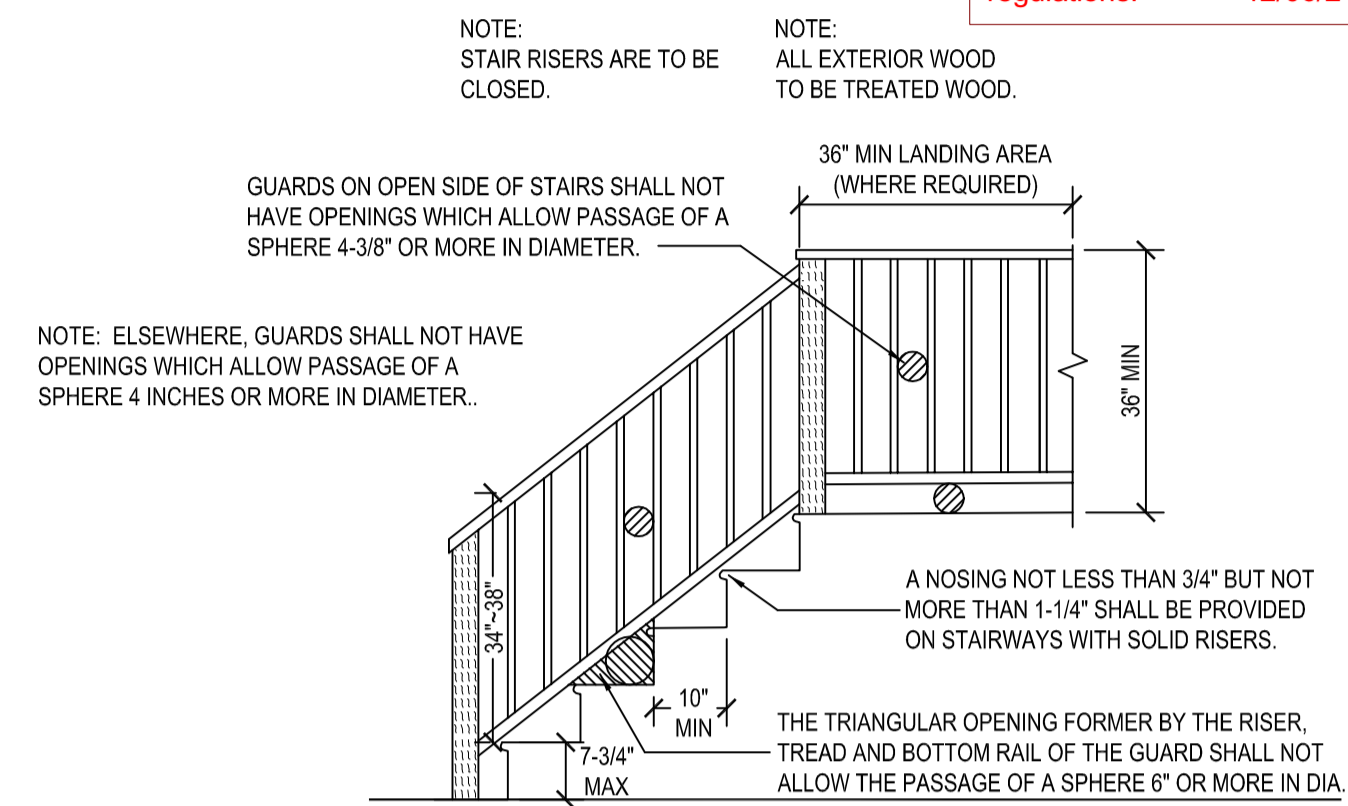 regulations.
NOTE:
STAIR RISERS ARE TO BE
CLOSED.
NOTE:
ALL EXTERIOR WOOD
TO BE TREATED WOOD.
36" MIN LANDING AREA
(WHERE REQUIRED)
GUARDS ON OPEN SIDE OF STAIRS SHALL NOT
HAVE OPENINGS WHICH ALLOW PASSAGE OF A
SPHERE 4-3/8" OR MORE IN DIAMETER.
NOTE: ELSEWHERE, GUARDS SHALL NOT HAVE
OPENINGS WHICH ALLOW PASSAGE OF A
SPHERE 4 INCHES OR MORE IN DIAMETER..
36" MIN
34"~38"
A NOSING NOT LESS THAN 3/4" BUT NOT
MORE THAN 1-1/4" SHALL BE PROVIDED
ON STAIRWAYS WITH SOLID RISERS.
10"
MIN
7-3/4"
MAX
THE TRIANGULAR OPENING FORMER BY THE RISER,
TREAD AND BOTTOM RAIL OF THE GUARD SHALL NOT
ALLOW THE PASSAGE OF A SPHERE 6" OR MORE IN DIA.